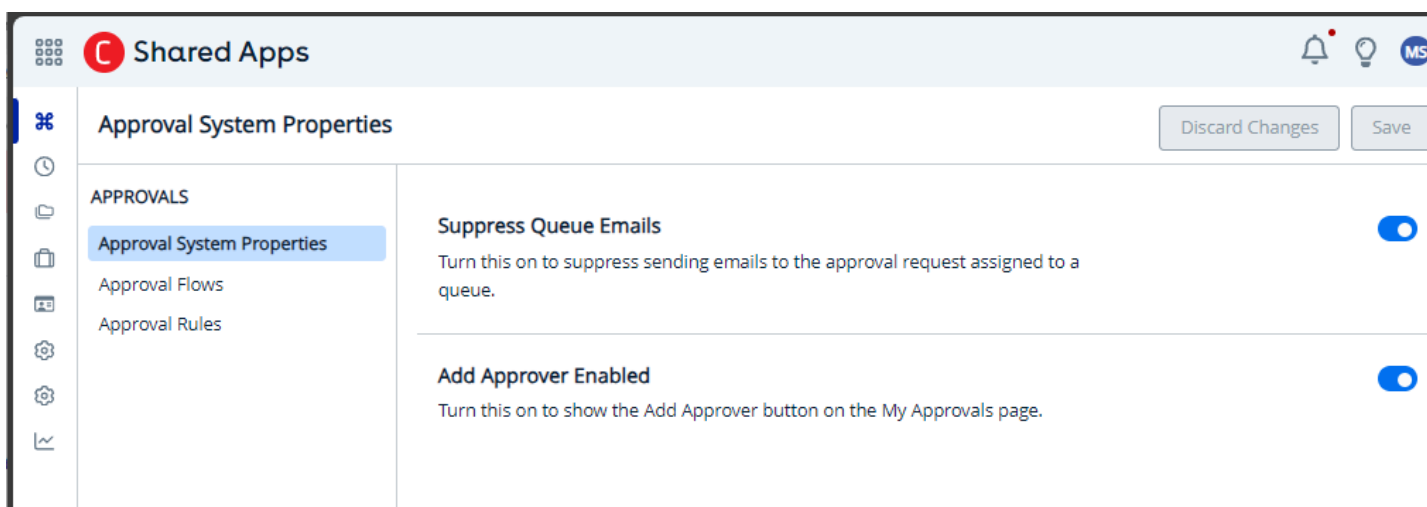 C Shared Apps
MS
Approval System Properties
Discard Changes
Save
APPROVALS
Approval System Properties
Approval Flows
Approval Rules
Suppress Queue Emails
Turn this on to suppress sending emails to the approval request assigned to a
queue.
Add Approver Enabled
Turn this on to show the Add Approver button on the My Approvals page.